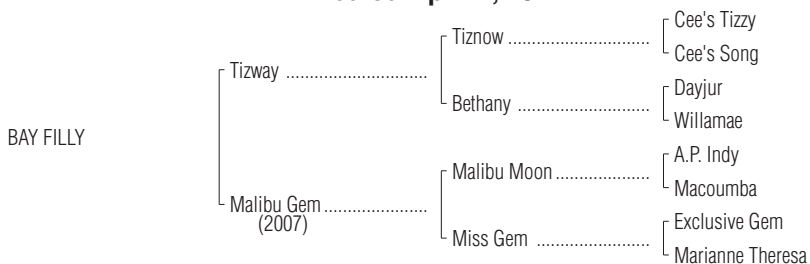 BAY FILLY
Tizway ................................
Malibu Gem ........................
(2007)
Tiznow ................................
Bethany ..............................
Malibu Moon .....................
Miss Gem .........................
Cee's Tizzy
Cee's Song
Dayjur
Willamae
A.P. Indy
Macoumba
Exclusive Gem
Marianne Theresa